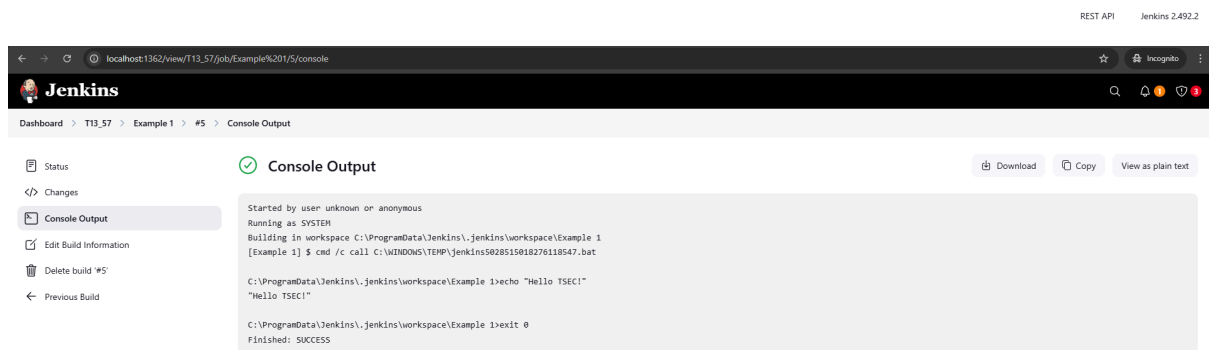 REST API Jenkins 2.492.2
localhost:1362/view/T13_57/job/Example%201/5/console Incognito
Jenkins 1 3
Dashboard > T13_57 > Example 1 > #5 > Console Output
Status
Console Output
Download Copy View as plain text
Changes
Console Output
Edit Build Information
Delete build '#5'
Previous Build
Started by user unknown or anonymous
Running as SYSTEM
Building in workspace C:\ProgramData\Jenkins\.jenkins\workspace\Example 1
[Example 1] $ cmd /c call C:\WINDOWS\TEMP\jenkins5028515018276118547.bat
C:\ProgramData\Jenkins\.jenkins\workspace\Example 1>echo "Hello TSEC!"
"Hello TSEC!"
C:\ProgramData\Jenkins\.jenkins\workspace\Example 1>exit 0
Finished: SUCCESS